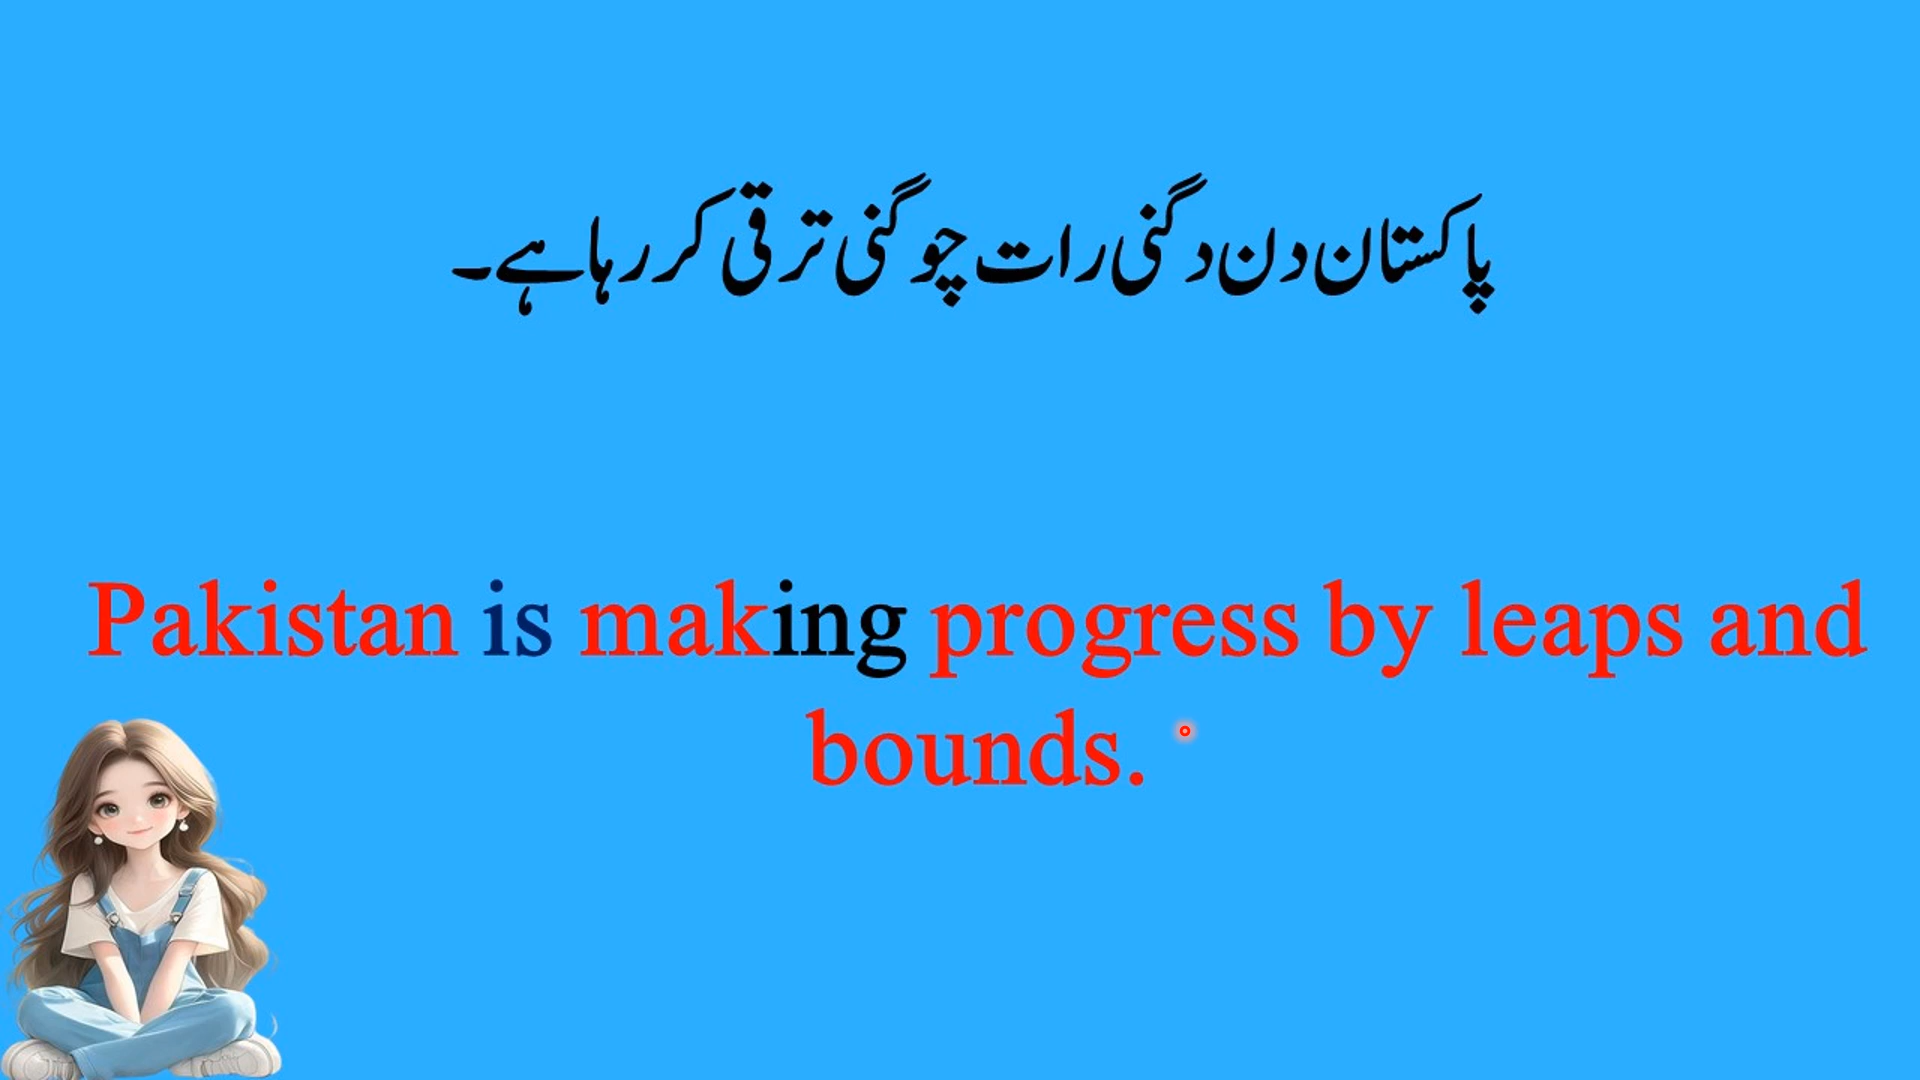 پاکستان دن دگنی رات چوگنی ترقی کر رہا ہے۔
Pakistan is making progress by leaps and
bounds.